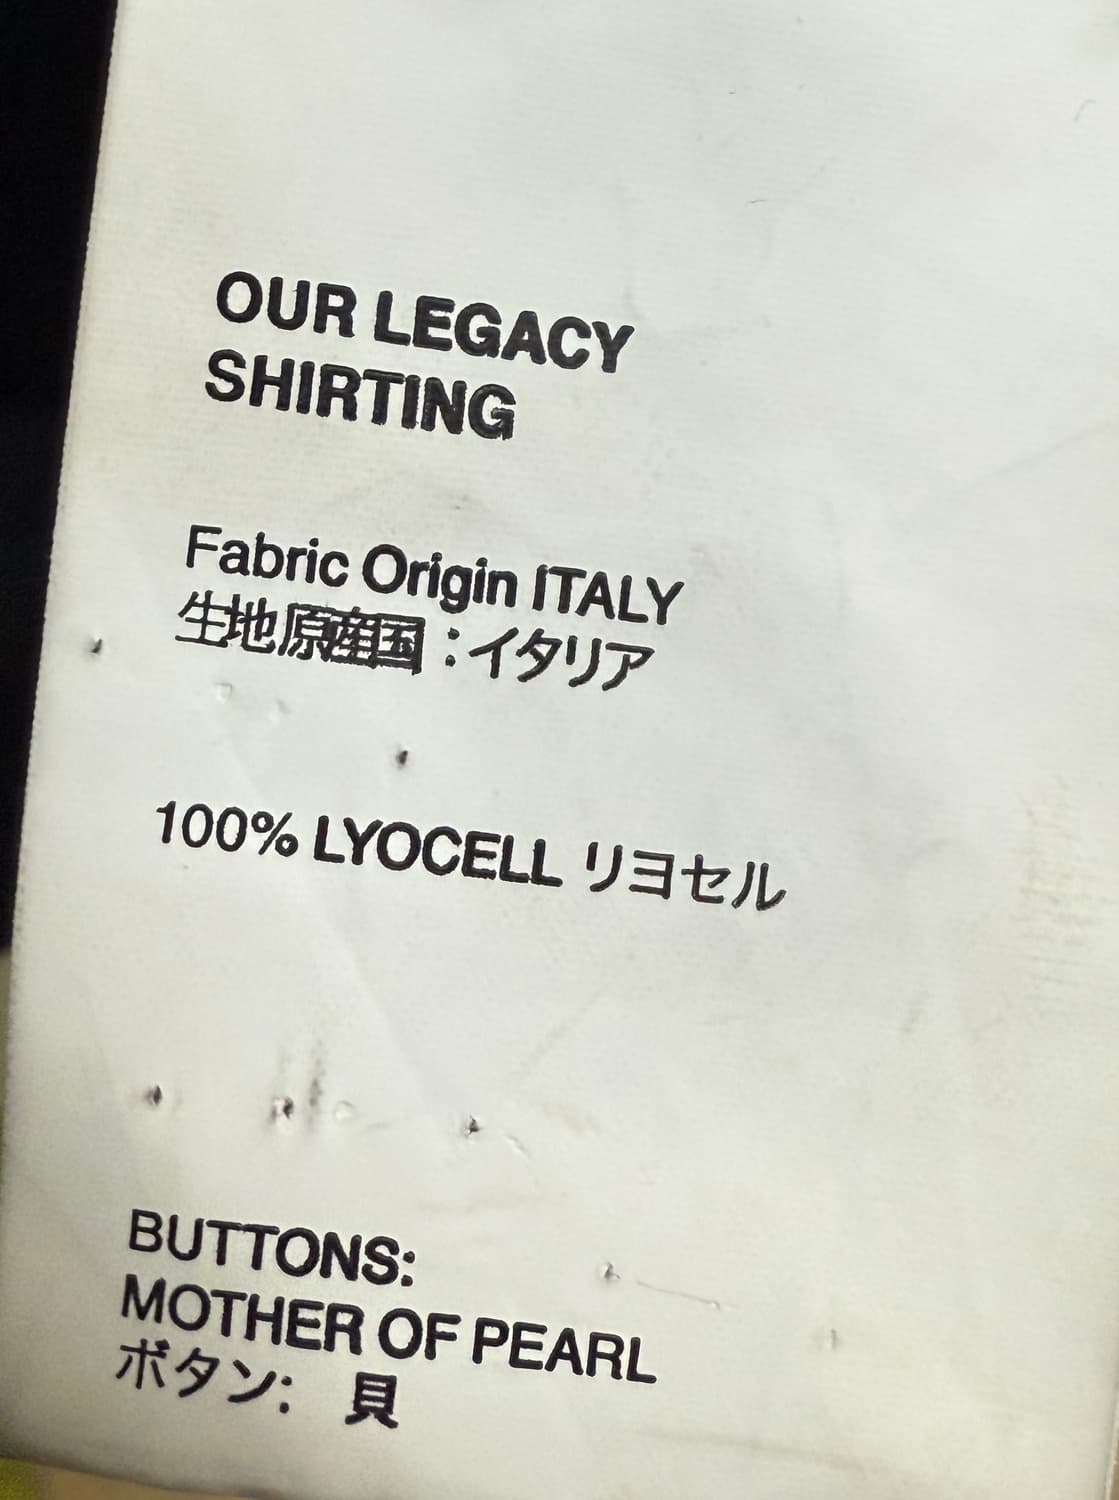 OUR LEGACY
SHIRTING
Fabric Origin ITALY
生地原産国：イタリア
100% LYOCELL リヨセル
BUTTONS:
MOTHER OF PEARL
ボタン: 貝